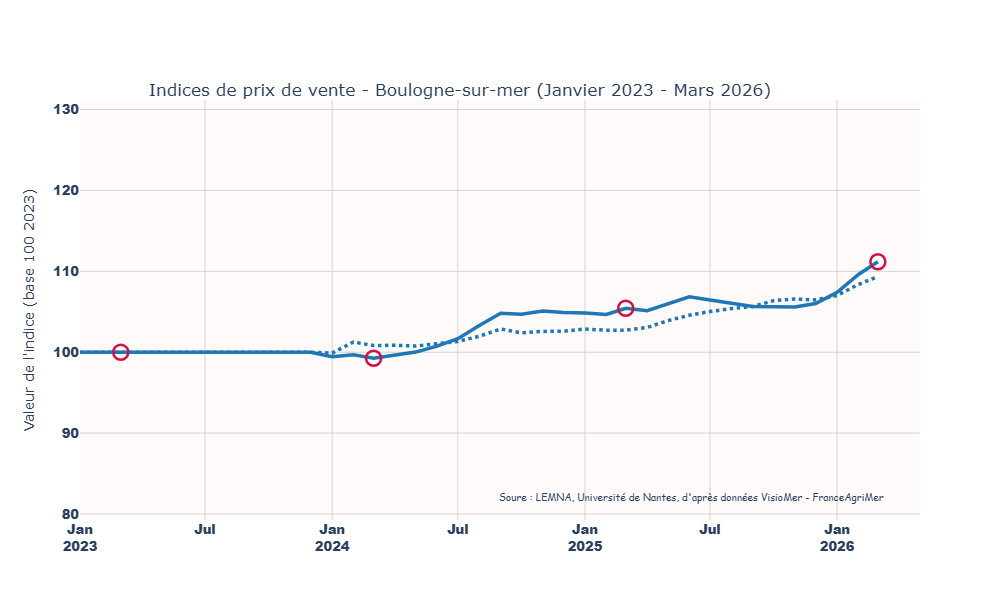 Indices de prix de vente - Boulogne-sur-mer (Janvier 2023 - Mars 2026)
Valeur de l'indice (base 100 2023)
130
120
110
100
90
80
Soure : LEMNA, Université de Nantes, d'après données VisioMer - FranceAgriMer
Jan Jul Jan Jul Jan Jul Jan
2023 2024 2025 2026